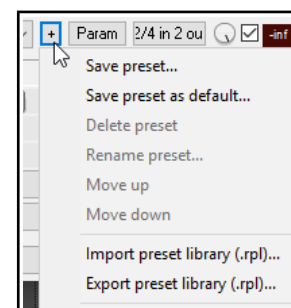 + Param 2/4 in 2 ou -inf
Save preset...
Save preset as default...
Delete preset
Rename preset...
Move up
Move down
Import preset library (.rpl)...
Export preset library (.rpl)...